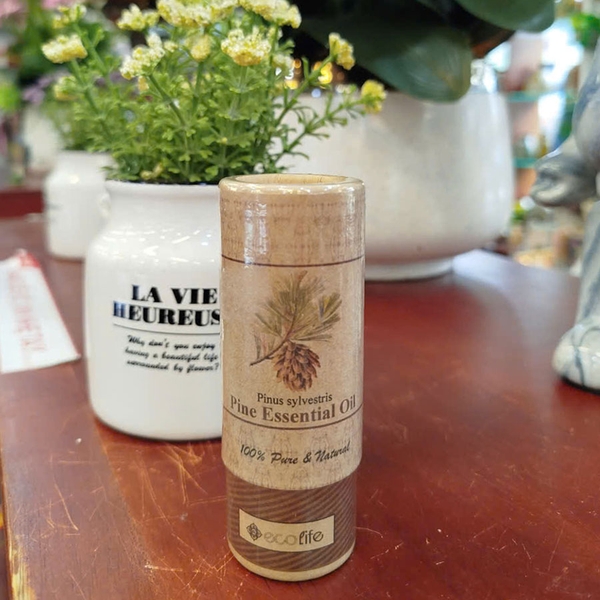 LA VIE
HEUREUS
Why don't you enjoy
having a beautiful life
surrounded by flower?
Pinus sylvestris
Pine Essential Oil
100% Pure & Natural
ecolife